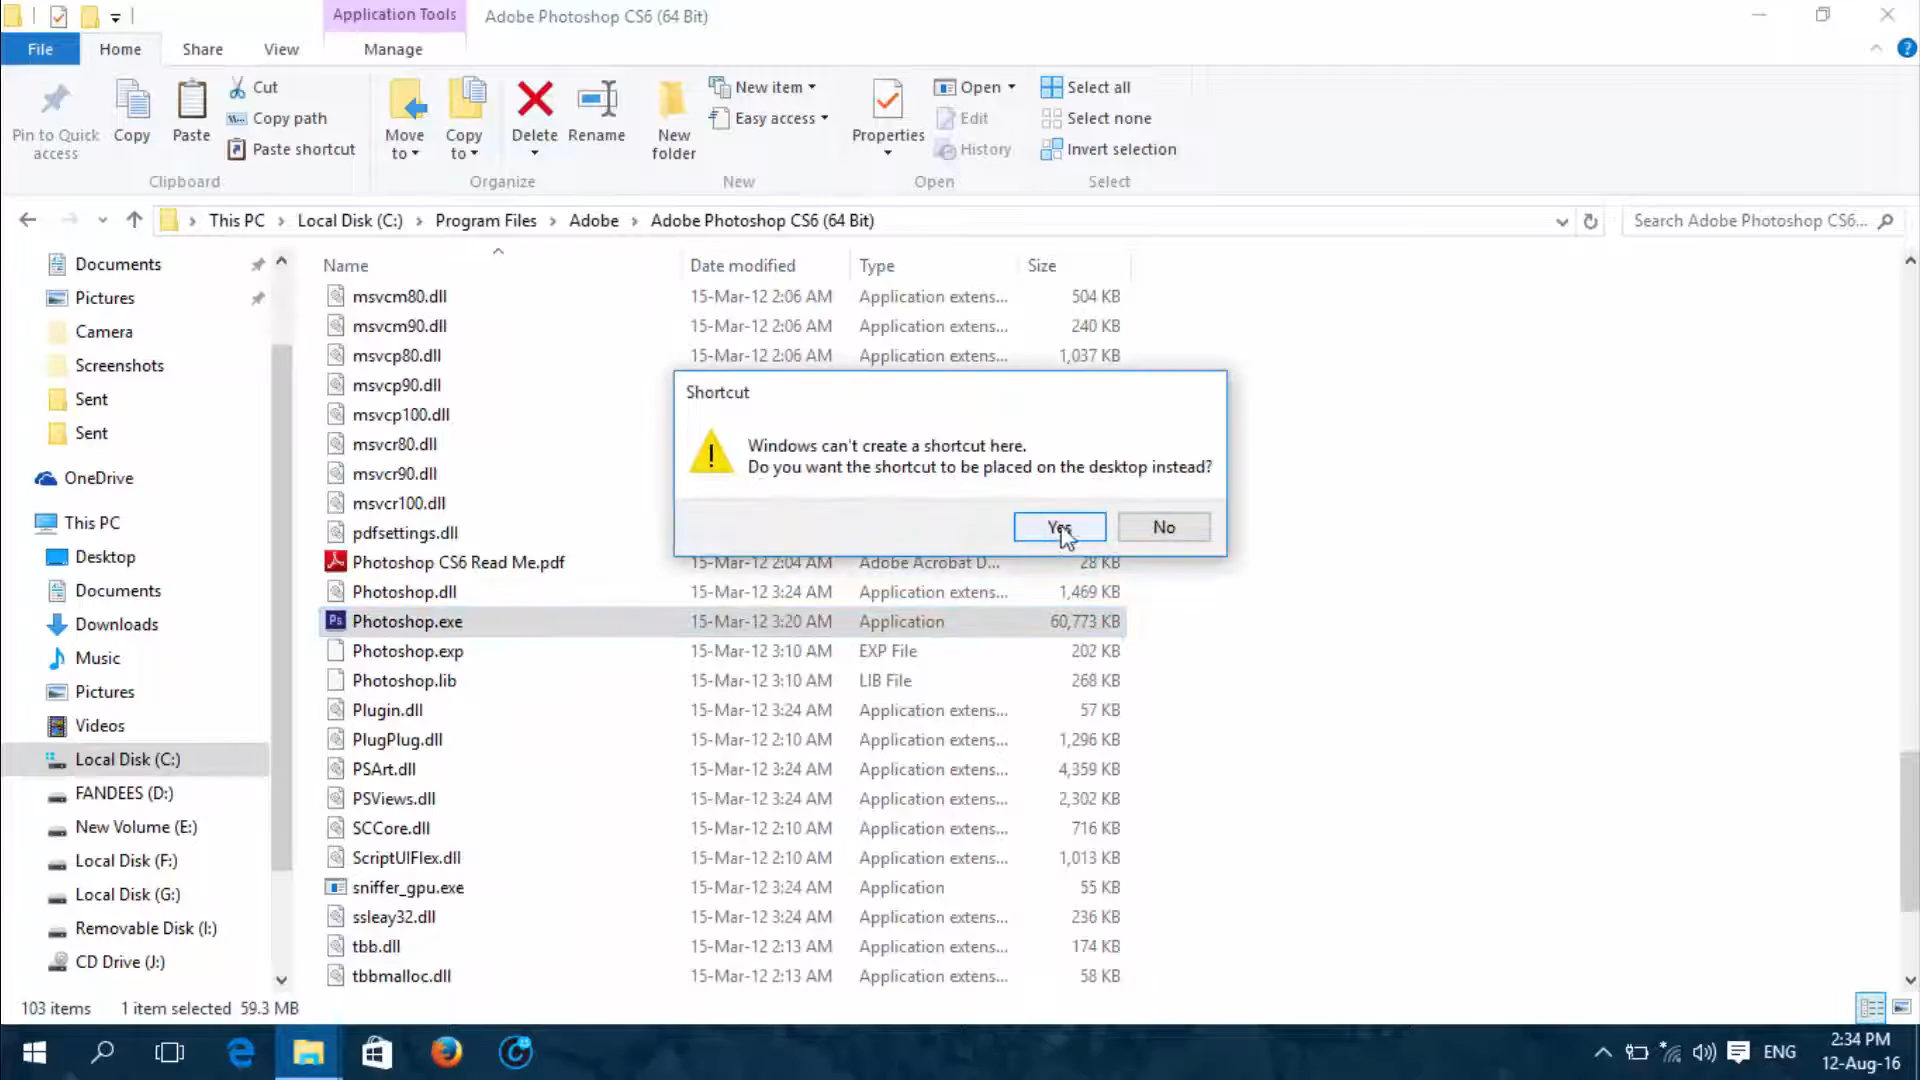 Application Tools
Adobe Photoshop CS6 (64 Bit)
File
Home
Share
View
Manage
Pin to Quick access
Copy
Paste
Cut
Copy path
Paste shortcut
Clipboard
Move to
Copy to
Delete
Rename
Organize
New folder
New item
Easy access
New
Properties
Open
Edit
History
Open
Select all
Select none
Invert selection
Select
This PC
Local Disk (C:)
Program Files
Adobe
Adobe Photoshop CS6 (64 Bit)
Search Adobe Photoshop CS6...
Documents
Pictures
Camera
Screenshots
Sent
Sent
OneDrive
This PC
Desktop
Documents
Downloads
Music
Pictures
Videos
Local Disk (C:)
FANDEES (D:)
New Volume (E:)
Local Disk (F:)
Local Disk (G:)
Removable Disk (I:)
CD Drive (J:)
Name Date modified Type Size
msvcm80.dll 15-Mar-12 2:06 AM Application extens... 504 KB
msvcm90.dll 15-Mar-12 2:06 AM Application extens... 240 KB
msvcp80.dll 15-Mar-12 2:06 AM Application extens... 1,037 KB
msvcp90.dll
msvcp100.dll
msvcr80.dll
msvcr90.dll
msvcr100.dll
pdfsettings.dll
Photoshop CS6 Read Me.pdf 15-Mar-12 2:04 AM Adobe Acrobat D... 28 KB
Photoshop.dll 15-Mar-12 3:24 AM Application extens... 1,469 KB
Ps Photoshop.exe 15-Mar-12 3:20 AM Application 60,773 KB
Photoshop.exp 15-Mar-12 3:10 AM EXP File 202 KB
Photoshop.lib 15-Mar-12 3:10 AM LIB File 268 KB
Plugin.dll 15-Mar-12 3:24 AM Application extens... 57 KB
PlugPlug.dll 15-Mar-12 2:10 AM Application extens... 1,296 KB
PSArt.dll 15-Mar-12 3:24 AM Application extens... 4,359 KB
PSViews.dll 15-Mar-12 3:24 AM Application extens... 2,302 KB
SCCore.dll 15-Mar-12 2:10 AM Application extens... 716 KB
ScriptUIFlex.dll 15-Mar-12 2:10 AM Application extens... 1,013 KB
sniffer_gpu.exe 15-Mar-12 3:24 AM Application 55 KB
ssleay32.dll 15-Mar-12 3:24 AM Application extens... 236 KB
tbb.dll 15-Mar-12 2:13 AM Application extens... 174 KB
tbbmalloc.dll 15-Mar-12 2:13 AM Application extens... 58 KB
Shortcut
Windows can't create a shortcut here.
Do you want the shortcut to be placed on the desktop instead?
Yes
No
103 items 1 item selected 59.3 MB
ENG
2:34 PM
12-Aug-16